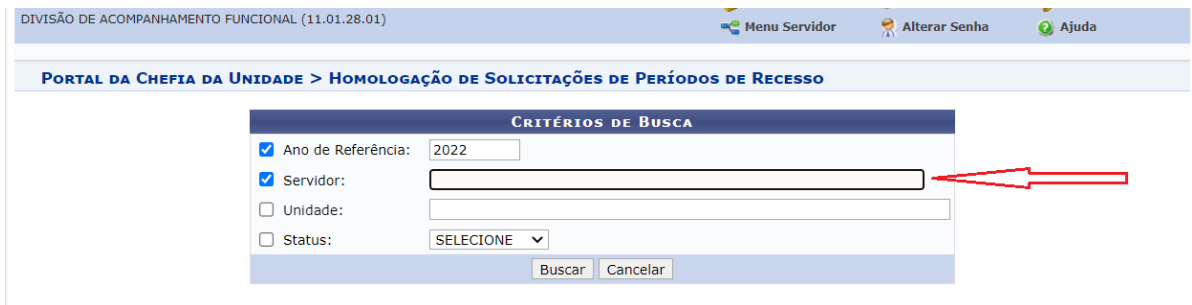 DIVISÃO DE ACOMPANHAMENTO FUNCIONAL (11.01.28.01)
Menu Servidor Alterar Senha Ajuda
Portal da Chefia da Unidade > Homologação de Solicitações de Períodos de Recesso
Critérios de Busca
Ano de Referência: 2022
Servidor:
Unidade:
Status: SELECIONE
Buscar Cancelar